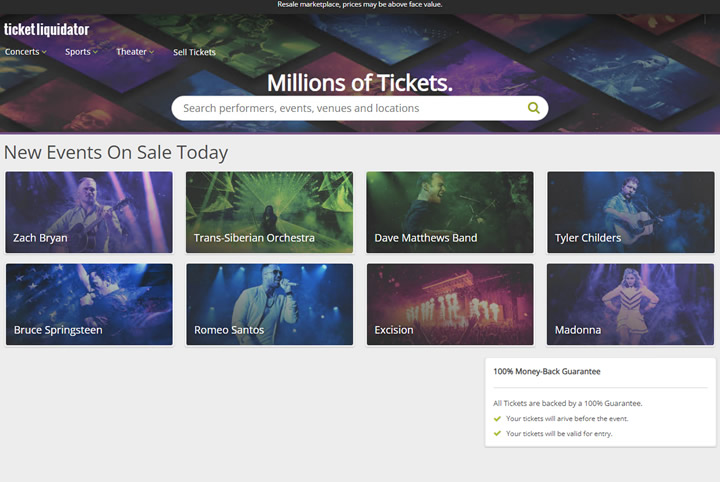 Resale marketplace, prices may be above face value.
ticketliquidator
Concerts Sports Theater Sell Tickets
Millions of Tickets.
Search performers, events, venues and locations
New Events On Sale Today
Zach Bryan
Trans-Siberian Orchestra
Dave Matthews Band
Tyler Childers
Bruce Springsteen
Romeo Santos
Excision
Madonna
100% Money-Back Guarantee
All Tickets are backed by a 100% Guarantee.
Your tickets will arive before the event.
Your tickets will be valid for entry.